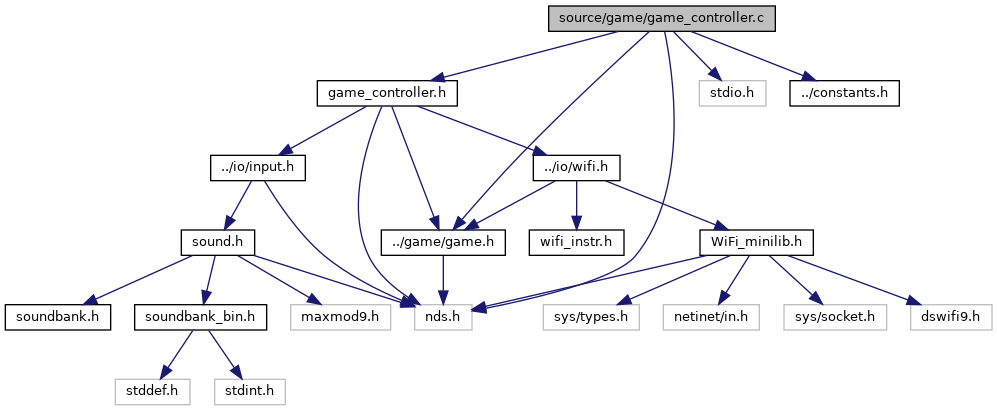 source/game/game_controller.c
game_controller.h
stdio.h
../constants.h
../io/input.h
../io/wifi.h
sound.h
../game/game.h
wifi_instr.h
WiFi_minilib.h
soundbank.h
soundbank_bin.h
maxmod9.h
nds.h
sys/types.h
netinet/in.h
sys/socket.h
dswifi9.h
stddef.h
stdint.h